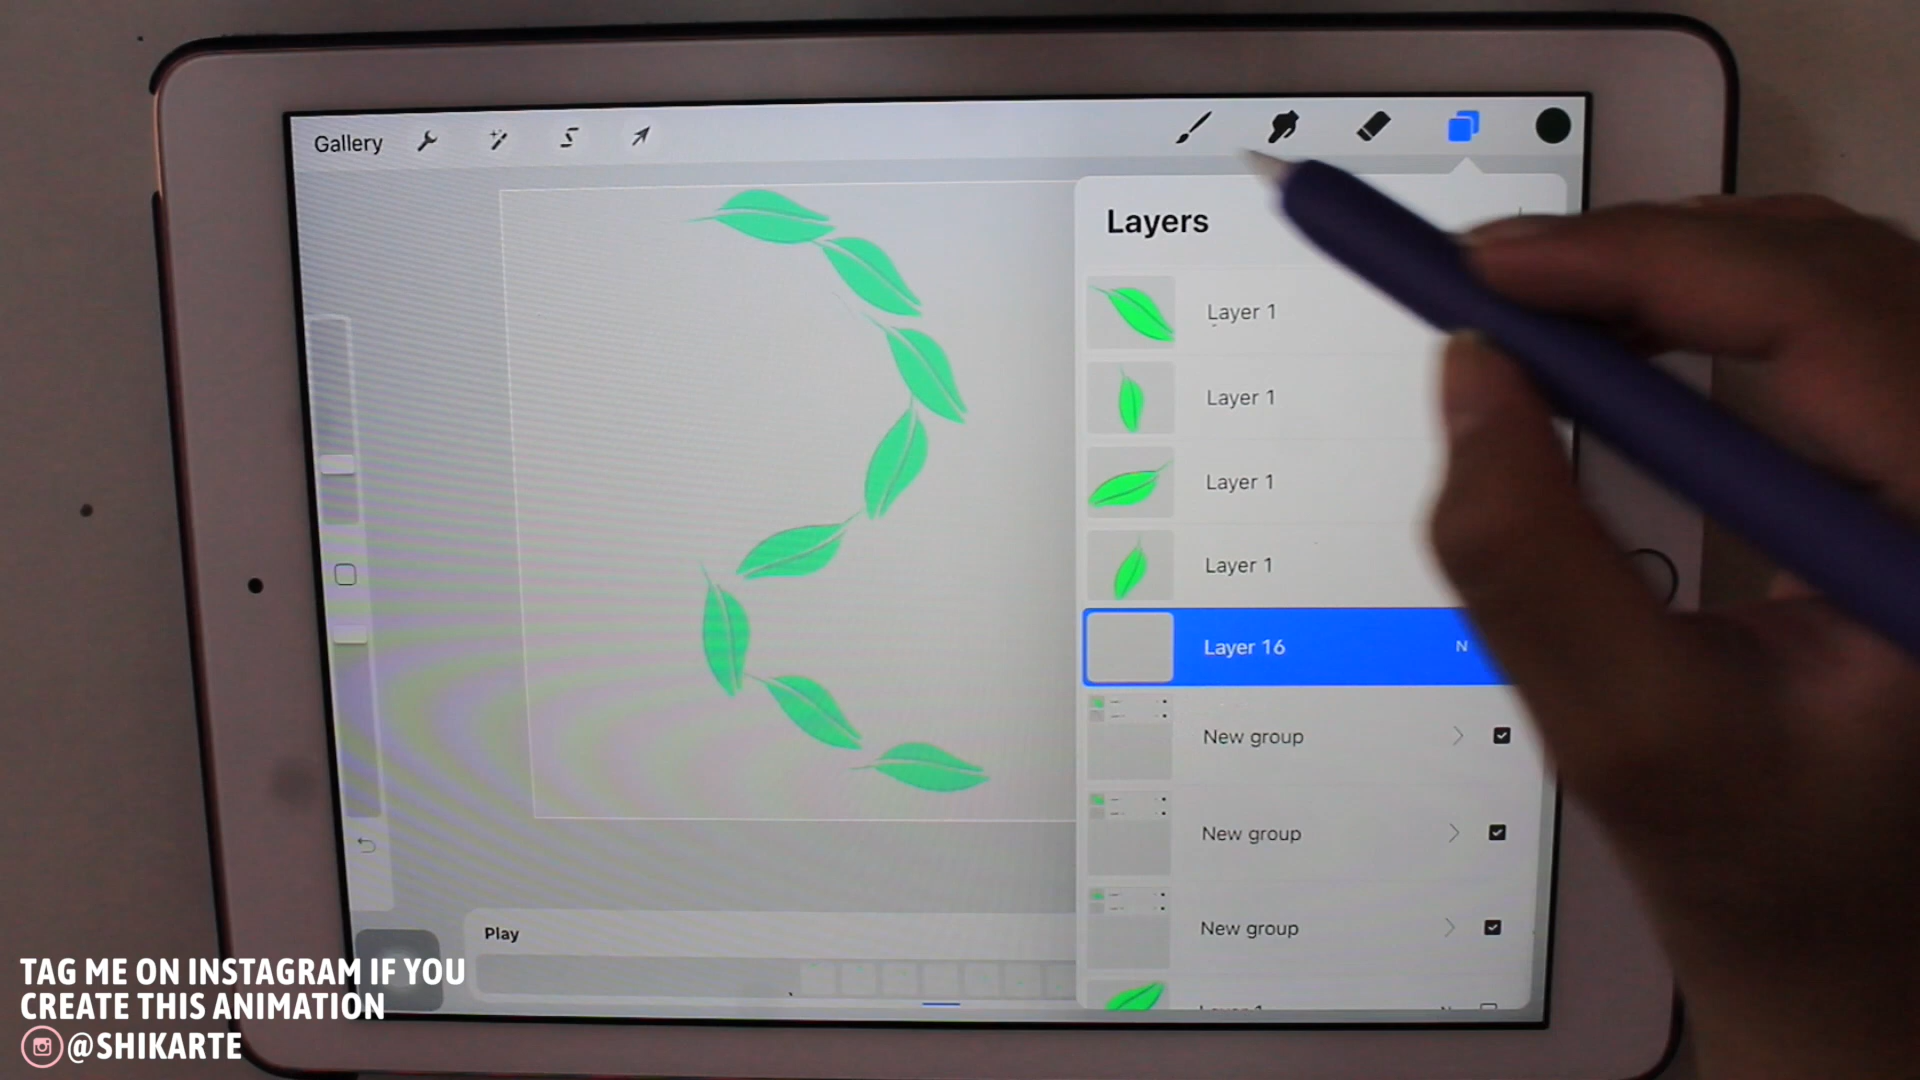 Gallery
Layers
Layer 1
Layer 1
Layer 1
Layer 1
Layer 16 N
New group
New group
New group
Play
TAG ME ON INSTAGRAM IF YOU
CREATE THIS ANIMATION
@SHIKARTE